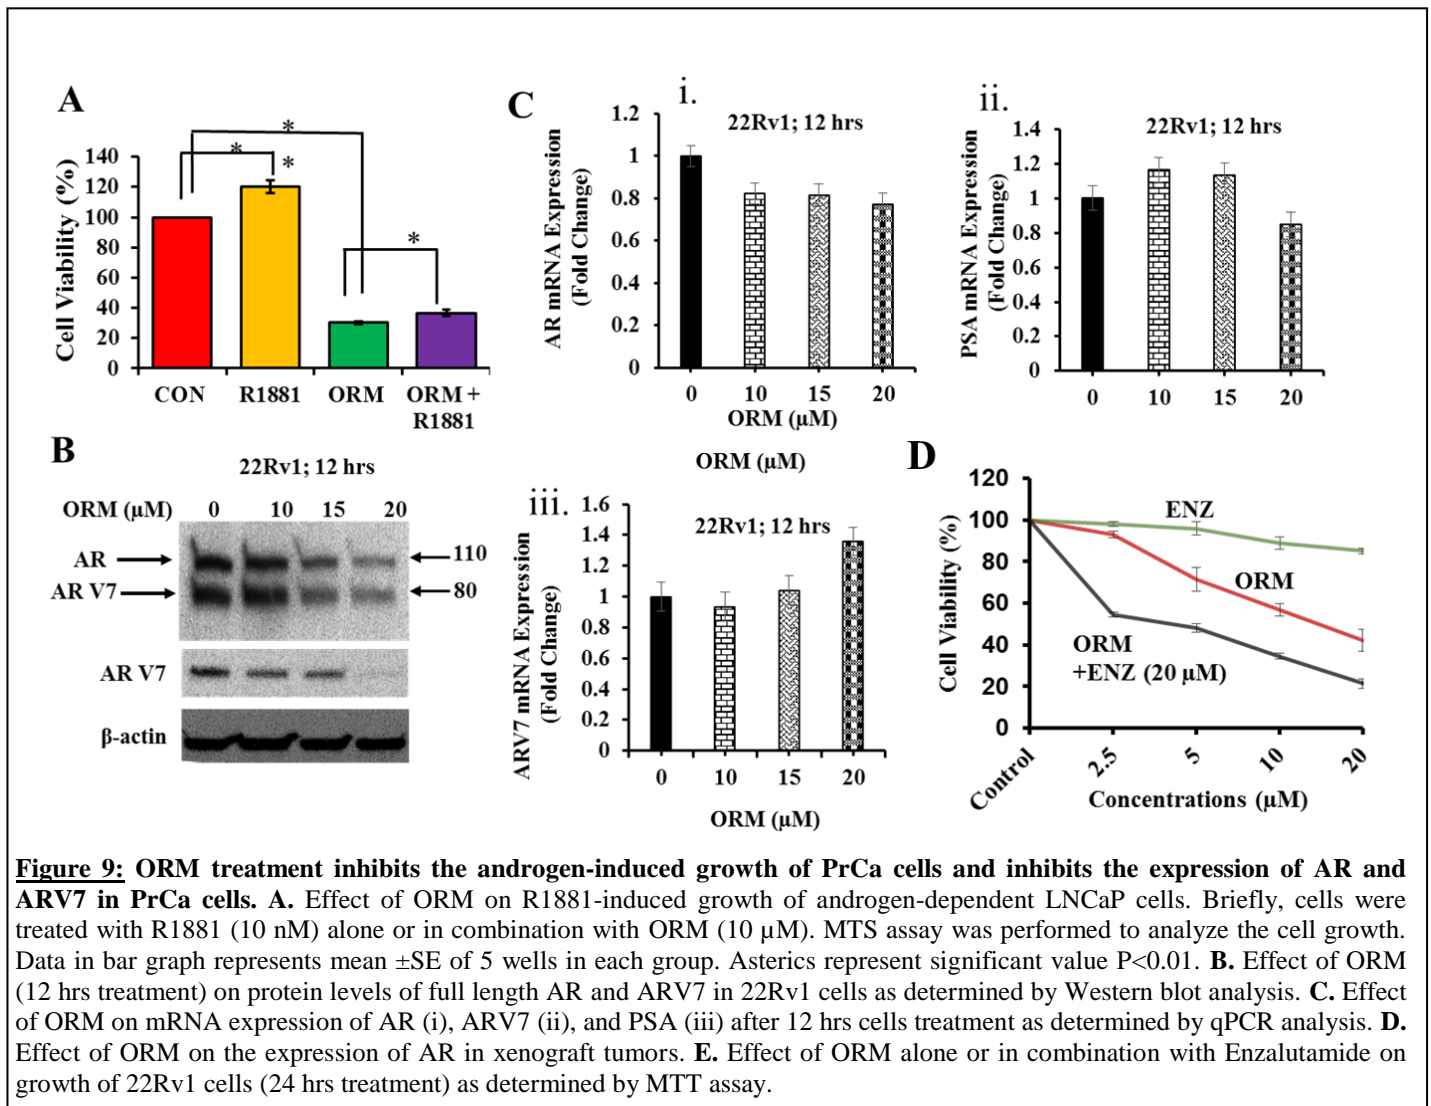 A
Cell Viability (%)
140
120
100
80
60
40
20
0
*
*
*
*
CON
R1881
ORM
ORM +
R1881
B
22Rv1; 12 hrs
ORM (µM)
0 10 15 20
AR
110
AR V7
80
AR V7
β-actin
C
i.
22Rv1; 12 hrs
AR mRNA Expression
(Fold Change)
1.2
1
0.8
0.6
0.4
0.2
0
0 10 15 20
ORM (µM)
ORM (µM)
ii.
22Rv1; 12 hrs
PSA mRNA Expression
(Fold Change)
1.4
1.2
1
0.8
0.6
0.4
0.2
0
0 10 15 20
iii.
22Rv1; 12 hrs
ARV7 mRNA Expression
(Fold Change)
1.6
1.4
1.2
1
0.8
0.6
0.4
0.2
0
0 10 15 20
ORM (µM)
D
Cell Viability (%)
120
100
80
60
40
20
0
ENZ
ORM
ORM
+ENZ (20 µM)
Control 2.5 5 10 20
Concentrations (µM)
Figure 9: ORM treatment inhibits the androgen-induced growth of PrCa cells and inhibits the expression of AR and
ARV7 in PrCa cells. A. Effect of ORM on R1881-induced growth of androgen-dependent LNCaP cells. Briefly, cells were
treated with R1881 (10 nM) alone or in combination with ORM (10 µM). MTS assay was performed to analyze the cell growth.
Data in bar graph represents mean ±SE of 5 wells in each group. Asterics represent significant value P<0.01. B. Effect of ORM
(12 hrs treatment) on protein levels of full length AR and ARV7 in 22Rv1 cells as determined by Western blot analysis. C. Effect
of ORM on mRNA expression of AR (i), ARV7 (ii), and PSA (iii) after 12 hrs cells treatment as determined by qPCR analysis. D.
Effect of ORM on the expression of AR in xenograft tumors. E. Effect of ORM alone or in combination with Enzalutamide on
growth of 22Rv1 cells (24 hrs treatment) as determined by MTT assay.